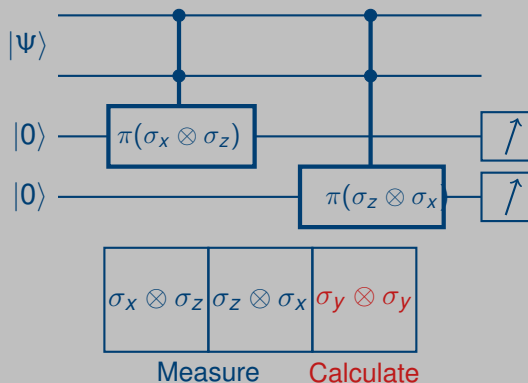 |Ψ⟩
|0⟩ π(σx ⊗ σz)
|0⟩ π(σz ⊗ σx)
σx ⊗ σz σz ⊗ σx σy ⊗ σy
Measure Calculate